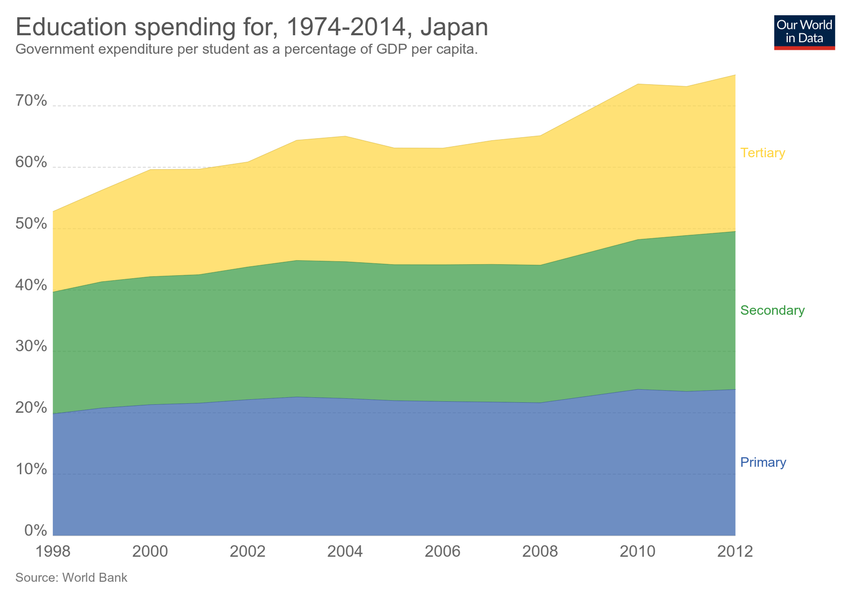 Education spending for, 1974-2014, Japan
Government expenditure per student as a percentage of GDP per capita.
Our World
in Data
70%
60%
50%
40%
30%
20%
10%
0%
Tertiary
Secondary
Primary
1998 2000 2002 2004 2006 2008 2010 2012
Source: World Bank